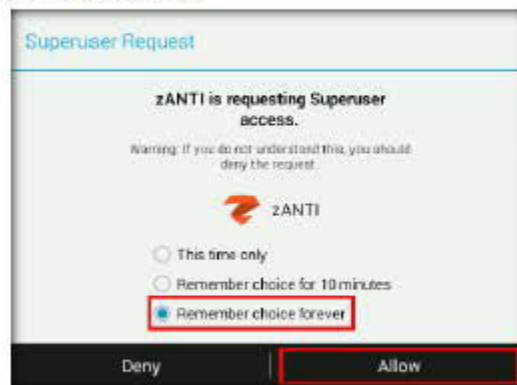 Superuser Request
zANTI is requesting Superuser
access.
Warning: If you do not understand this, you should
deny the request.
zANTI
This time only
Remember choice for 10 minutes
Remember choice forever
Deny
Allow